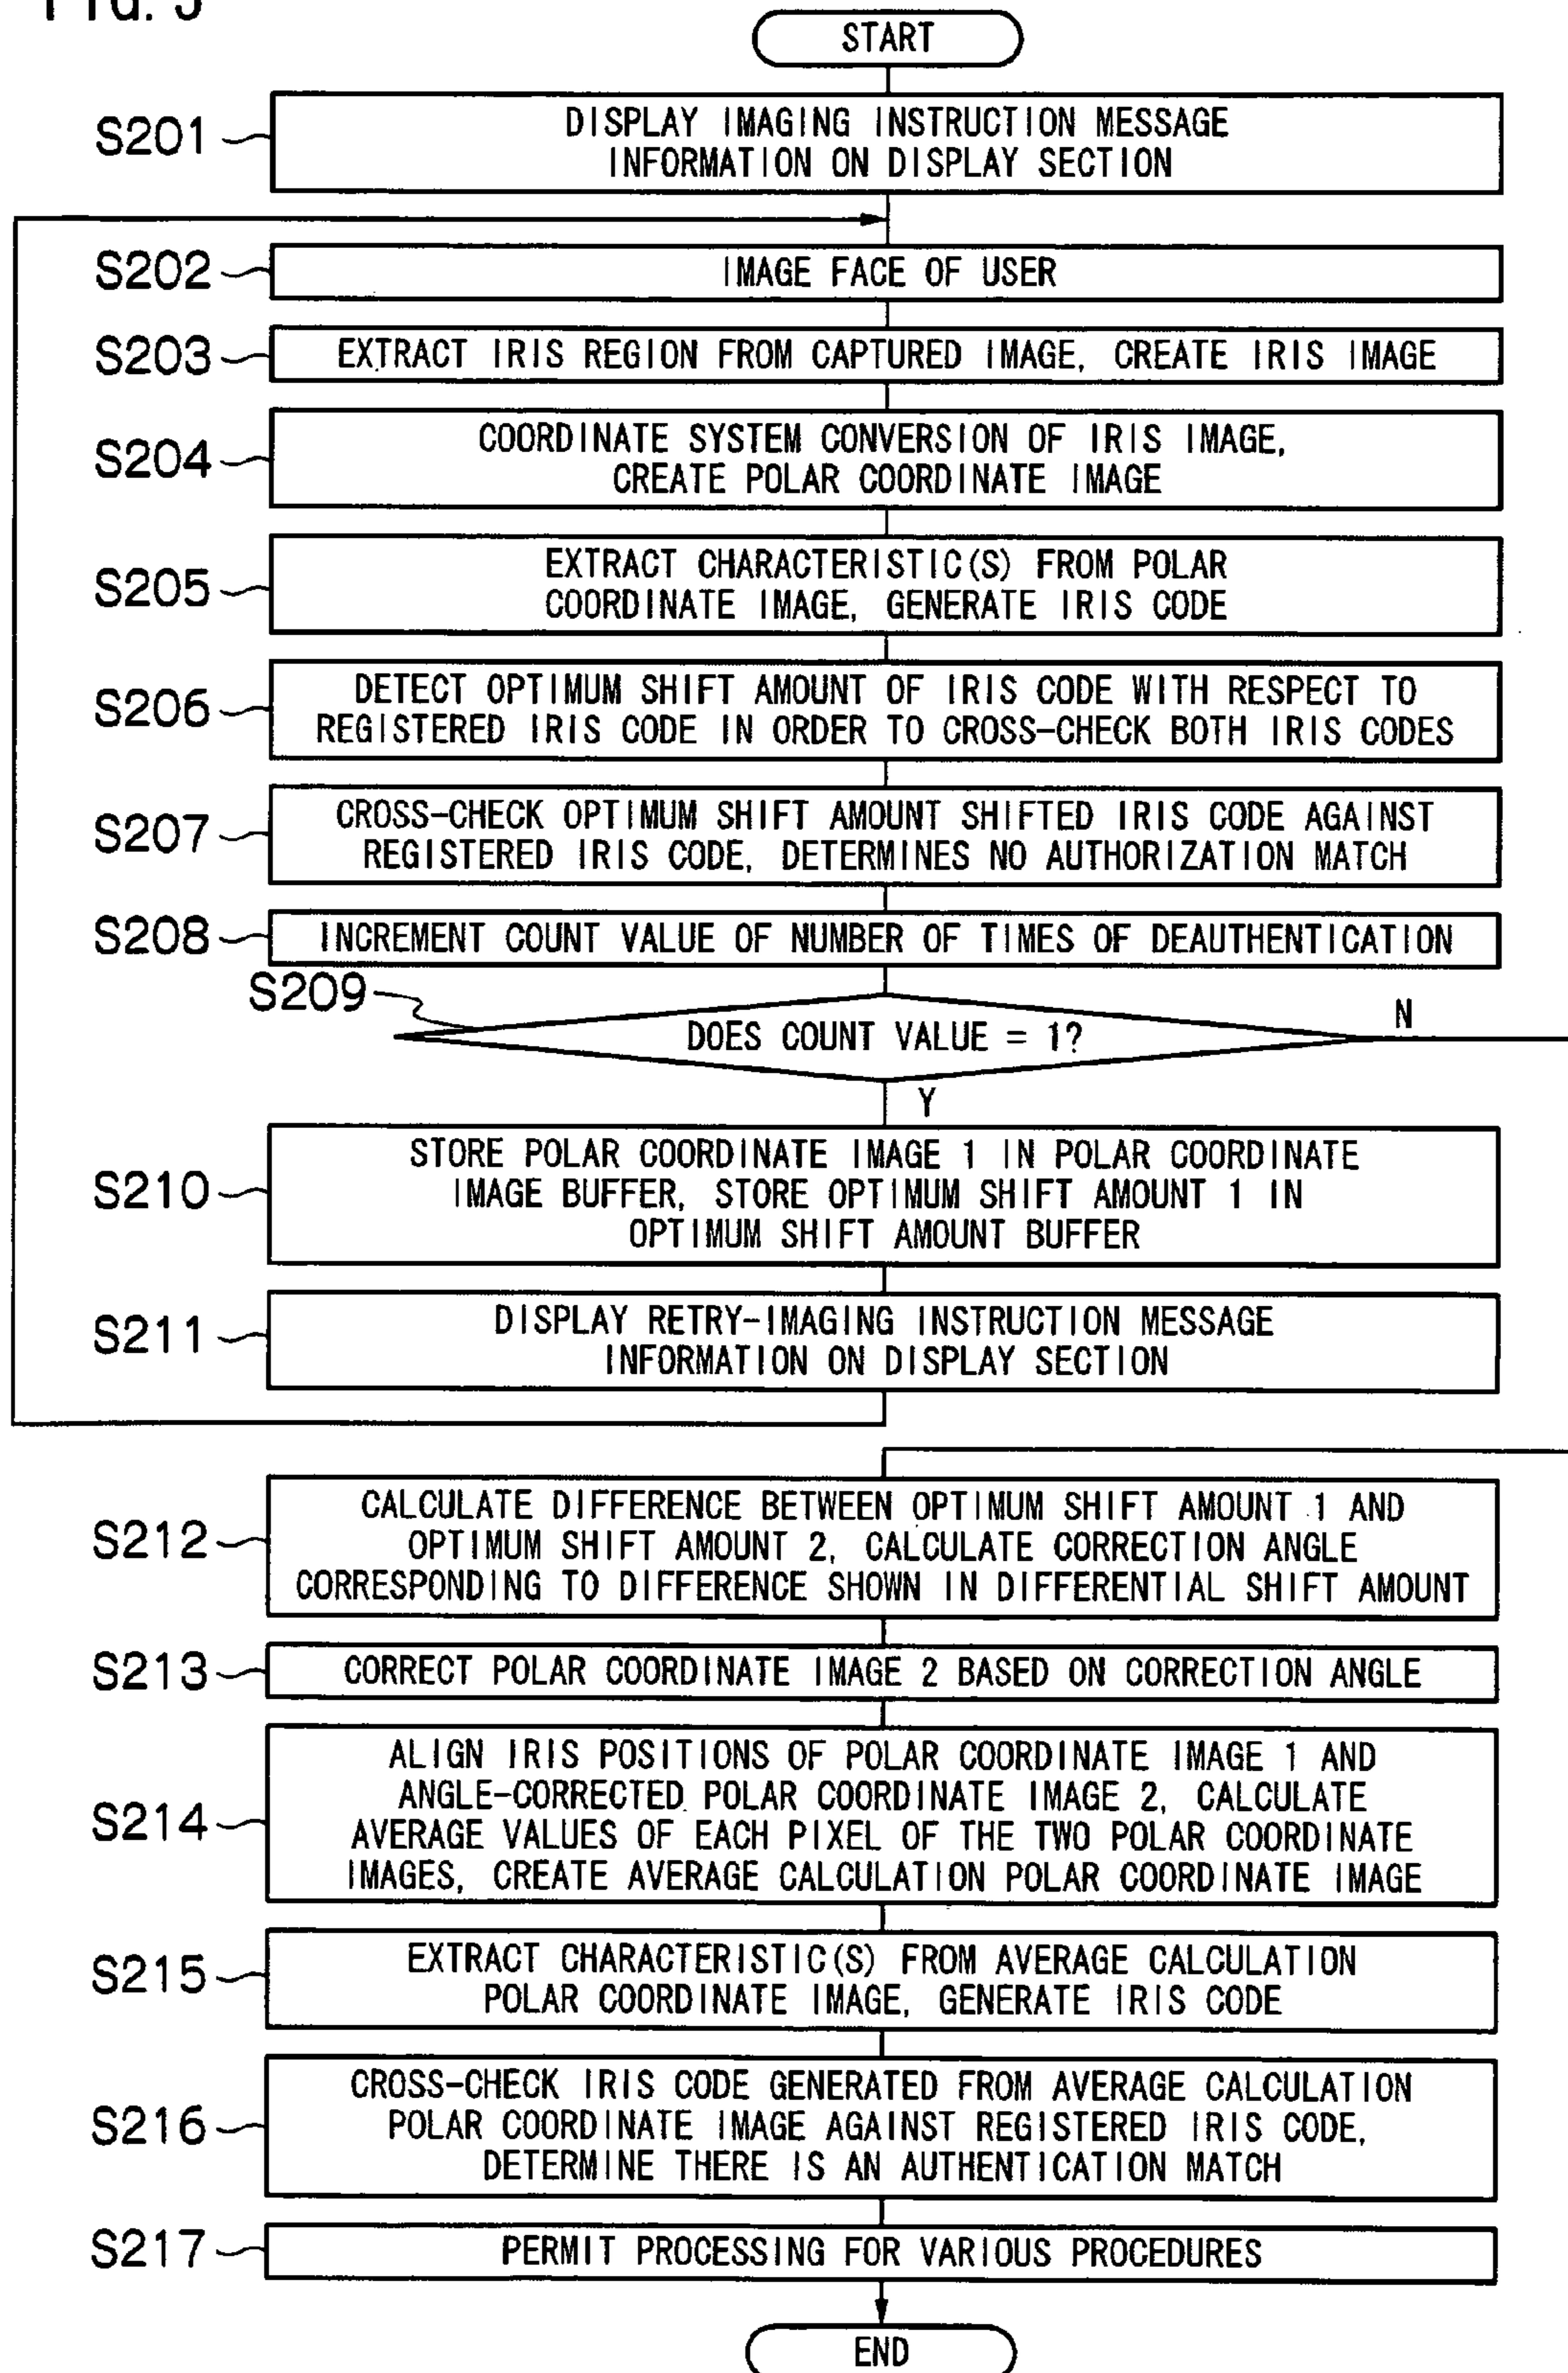 FIG. 5
START
S201
DISPLAY IMAGING INSTRUCTION MESSAGE
INFORMATION ON DISPLAY SECTION
S202
IMAGE FACE OF USER
S203
EXTRACT IRIS REGION FROM CAPTURED IMAGE, CREATE IRIS IMAGE
S204
COORDINATE SYSTEM CONVERSION OF IRIS IMAGE,
CREATE POLAR COORDINATE IMAGE
S205
EXTRACT CHARACTERISTIC(S) FROM POLAR
COORDINATE IMAGE, GENERATE IRIS CODE
S206
DETECT OPTIMUM SHIFT AMOUNT OF IRIS CODE WITH RESPECT TO
REGISTERED IRIS CODE IN ORDER TO CROSS-CHECK BOTH IRIS CODES
S207
CROSS-CHECK OPTIMUM SHIFT AMOUNT SHIFTED IRIS CODE AGAINST
REGISTERED IRIS CODE, DETERMINES NO AUTHORIZATION MATCH
S208
INCREMENT COUNT VALUE OF NUMBER OF TIMES OF DEAUTHENTICATION
S209
DOES COUNT VALUE = 1?
N
Y
S210
STORE POLAR COORDINATE IMAGE 1 IN POLAR COORDINATE
IMAGE BUFFER, STORE OPTIMUM SHIFT AMOUNT 1 IN
OPTIMUM SHIFT AMOUNT BUFFER
S211
DISPLAY RETRY-IMAGING INSTRUCTION MESSAGE
INFORMATION ON DISPLAY SECTION
S212
CALCULATE DIFFERENCE BETWEEN OPTIMUM SHIFT AMOUNT 1 AND
OPTIMUM SHIFT AMOUNT 2, CALCULATE CORRECTION ANGLE
CORRESPONDING TO DIFFERENCE SHOWN IN DIFFERENTIAL SHIFT AMOUNT
S213
CORRECT POLAR COORDINATE IMAGE 2 BASED ON CORRECTION ANGLE
S214
ALIGN IRIS POSITIONS OF POLAR COORDINATE IMAGE 1 AND
ANGLE-CORRECTED POLAR COORDINATE IMAGE 2, CALCULATE
AVERAGE VALUES OF EACH PIXEL OF THE TWO POLAR COORDINATE
IMAGES, CREATE AVERAGE CALCULATION POLAR COORDINATE IMAGE
S215
EXTRACT CHARACTERISTIC(S) FROM AVERAGE CALCULATION
POLAR COORDINATE IMAGE, GENERATE IRIS CODE
S216
CROSS-CHECK IRIS CODE GENERATED FROM AVERAGE CALCULATION
POLAR COORDINATE IMAGE AGAINST REGISTERED IRIS CODE,
DETERMINE THERE IS AN AUTHENTICATION MATCH
S217
PERMIT PROCESSING FOR VARIOUS PROCEDURES
END